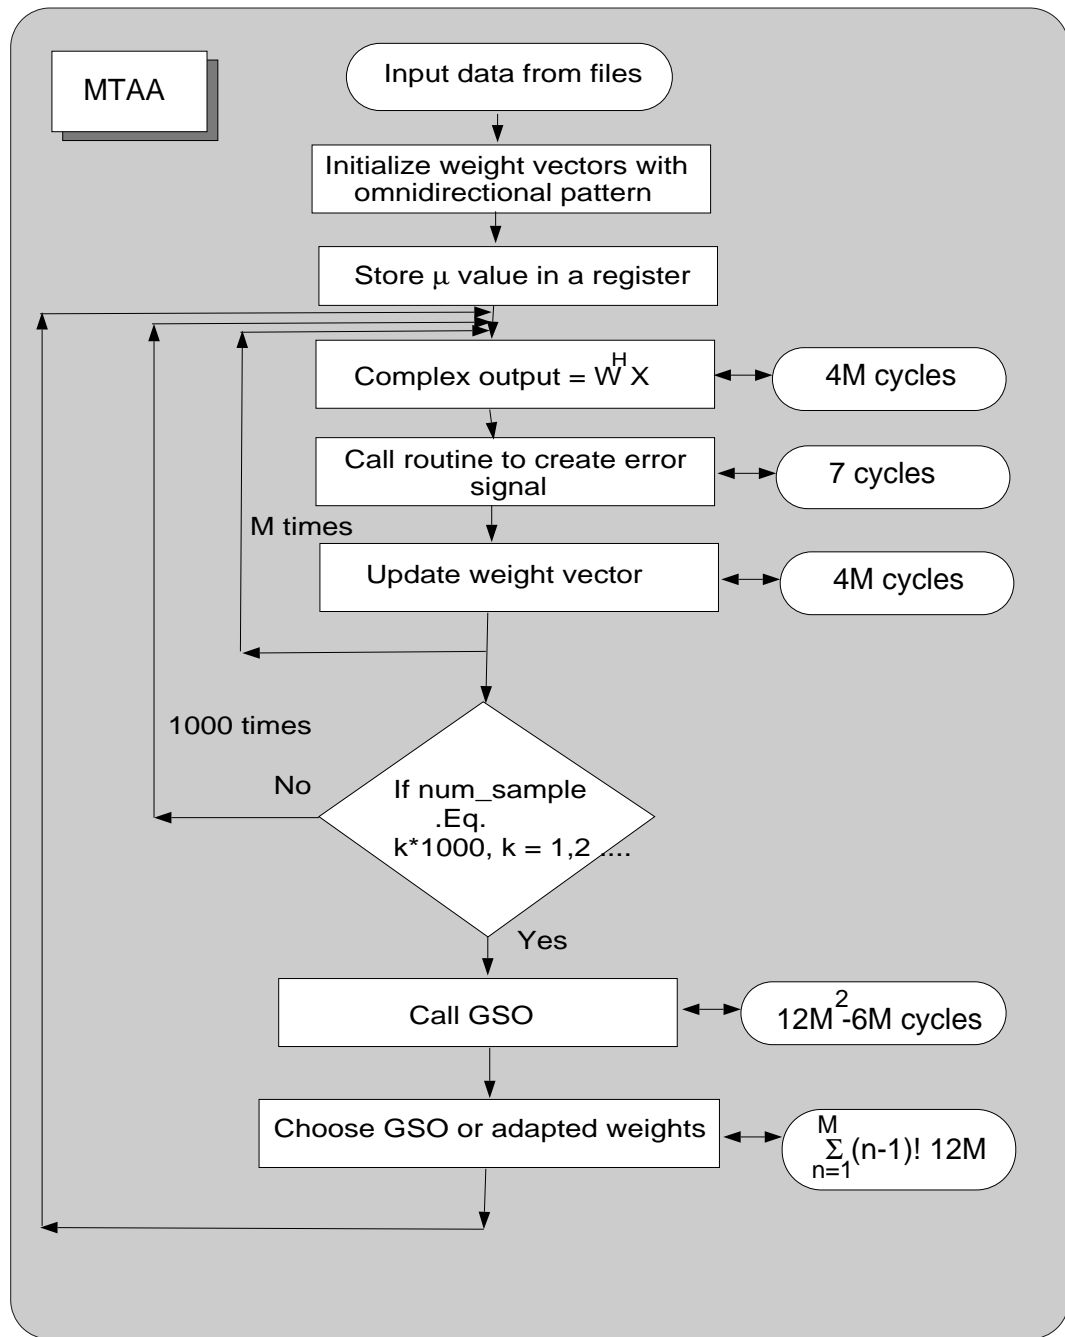 MTAA
Input data from files
Initialize weight vectors with
omnidirectional pattern
Store μ value in a register
Complex output = W^H X
4M cycles
Call routine to create error
signal
7 cycles
M times
Update weight vector
4M cycles
1000 times
No
If num_sample
.Eq.
k*1000, k = 1,2 ....
Yes
Call GSO
12M^2-6M cycles
Choose GSO or adapted weights
M
Σ (n-1)! 12M
n=1